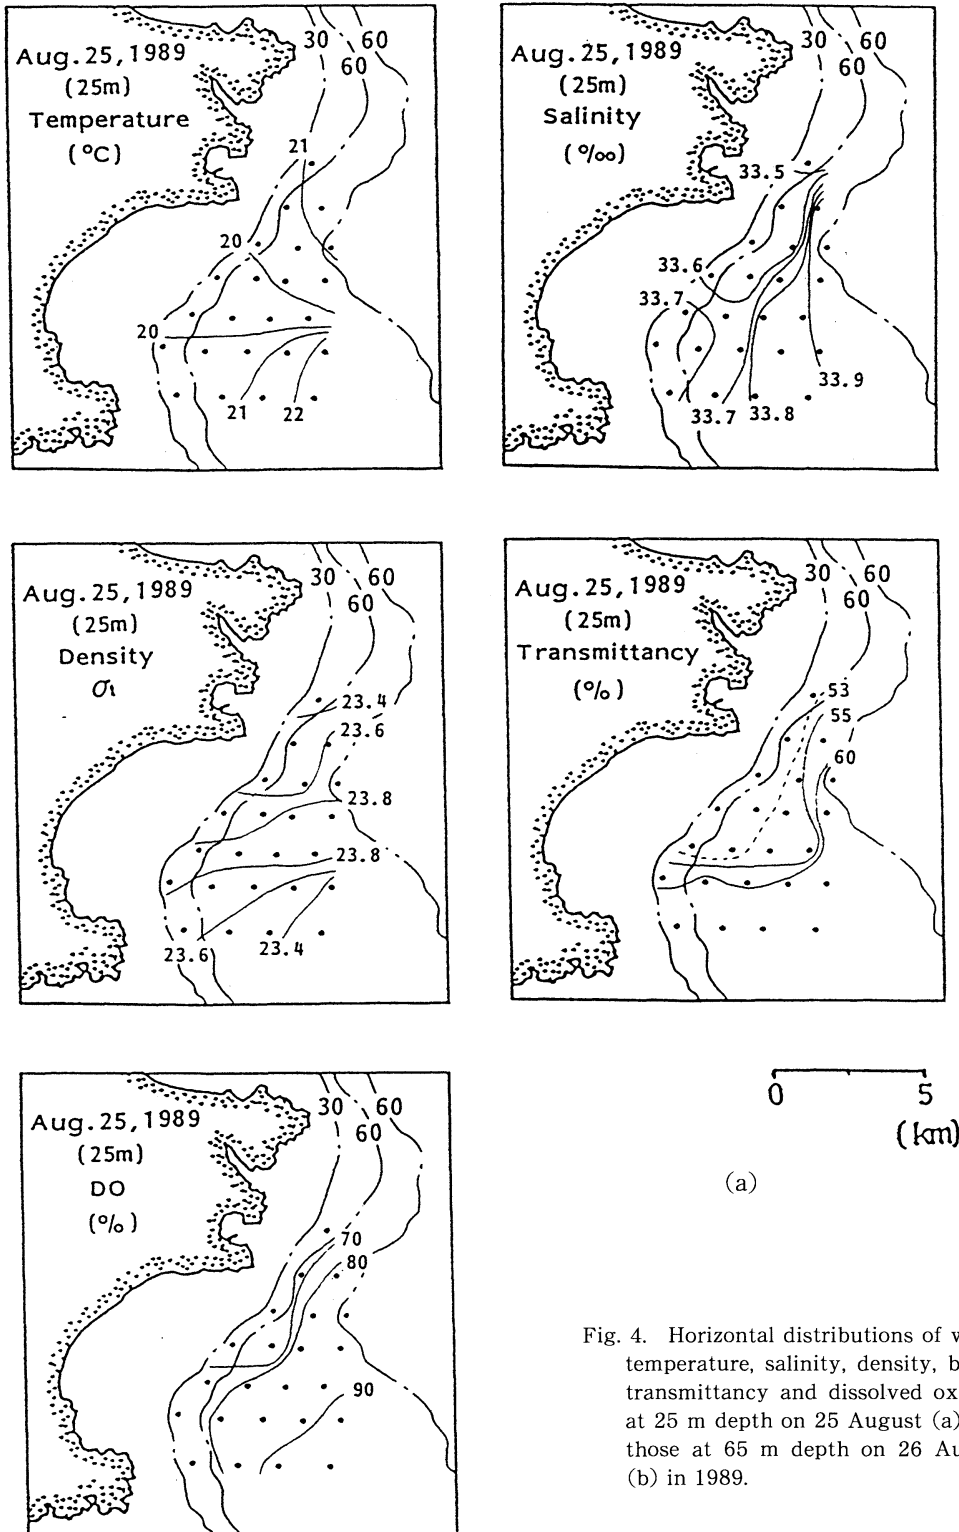 Aug.25,1989
(25m)
Temperature
(°C)
30
60
60
21
20
20
21
22
Aug.25,1989
(25m)
Salinity
(‰)
30
60
60
33.5
33.6
33.7
33.9
33.7
33.8
Aug.25,1989
(25m)
Density
σt
30
60
60
23.4
23.6
23.8
23.8
23.6
23.4
Aug.25,1989
(25m)
Transmittancy
(%)
30
60
60
53
55
60
Aug.25,1989
(25m)
DO
(%)
30
60
60
70
80
90
0 5
(km)
(a)
Fig. 4. Horizontal distributions of
temperature, salinity, density,
transmittancy and dissolved
at 25 m depth on 25 August (a)
those at 65 m depth on 26
(b) in 1989.